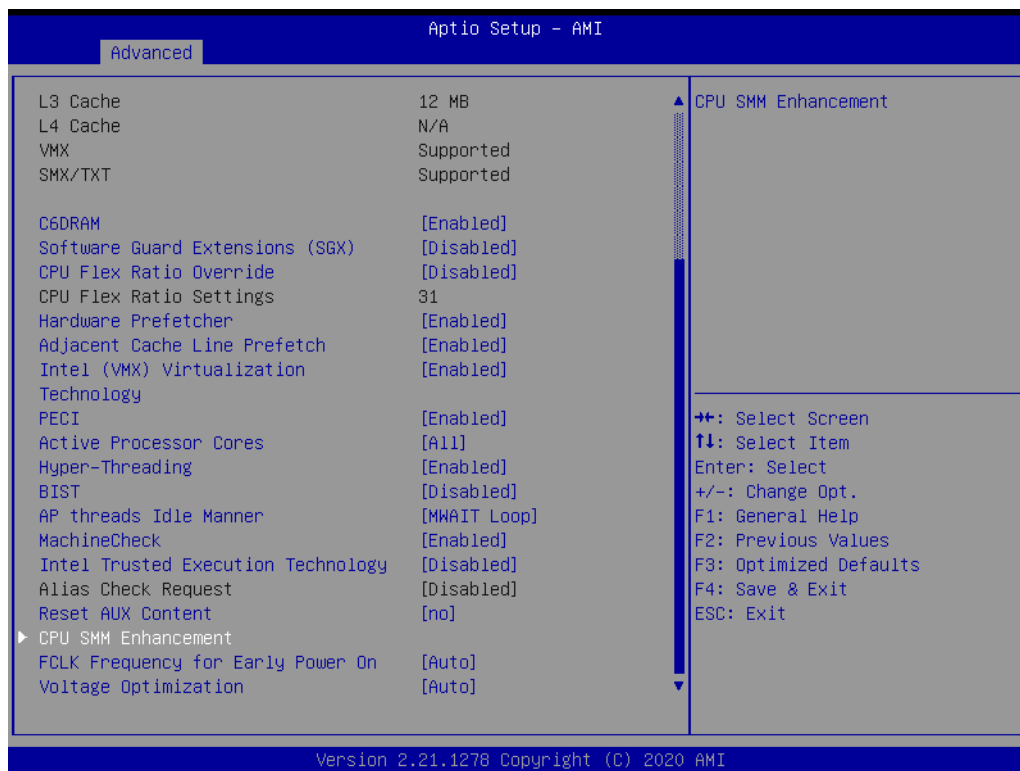 Aptio Setup – AMI
Advanced
L3 Cache 12 MB
L4 Cache N/A
VMX Supported
SMX/TXT Supported
C6DRAM [Enabled]
Software Guard Extensions (SGX) [Disabled]
CPU Flex Ratio Override [Disabled]
CPU Flex Ratio Settings 31
Hardware Prefetcher [Enabled]
Adjacent Cache Line Prefetch [Enabled]
Intel (VMX) Virtualization [Enabled]
Technology
PECI [Enabled]
Active Processor Cores [All]
Hyper-Threading [Enabled]
BIST [Disabled]
AP threads Idle Manner [MWAIT Loop]
MachineCheck [Enabled]
Intel Trusted Execution Technology [Disabled]
Alias Check Request [Disabled]
Reset AUX Content [no]
CPU SMM Enhancement
FCLK Frequency for Early Power On [Auto]
Voltage Optimization [Auto]
CPU SMM Enhancement
→←: Select Screen
↑↓: Select Item
Enter: Select
+/-: Change Opt.
F1: General Help
F2: Previous Values
F3: Optimized Defaults
F4: Save & Exit
ESC: Exit
Version 2.21.1278 Copyright (C) 2020 AMI